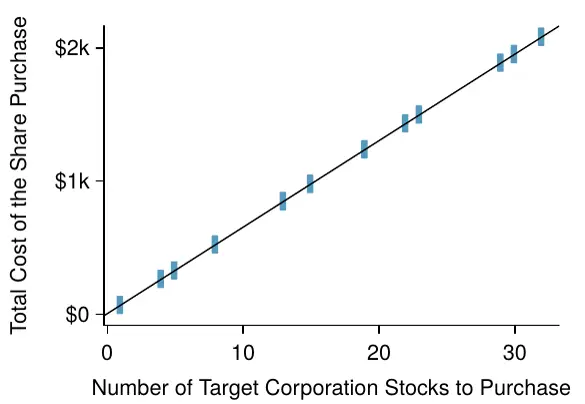 Total Cost of the Share Purchase
$2k
$1k
$0
0 10 20 30
Number of Target Corporation Stocks to Purchase